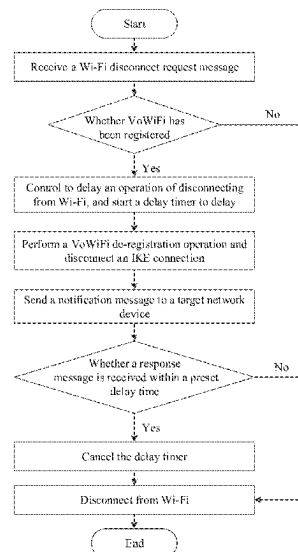 Start
Receive a Wi-Fi disconnect request message
Whether VoWiFi has
been registered
No
Yes
Control to delay an operation of disconnecting
from Wi-Fi, and start a delay timer to delay
Perform a VoWiFi de-registration operation and
disconnect an IKE connection
Send a notification message to a target network
device
Whether a response
message is received within a preset
delay time
No
Yes
Cancel the delay timer
Disconnect from Wi-Fi
End